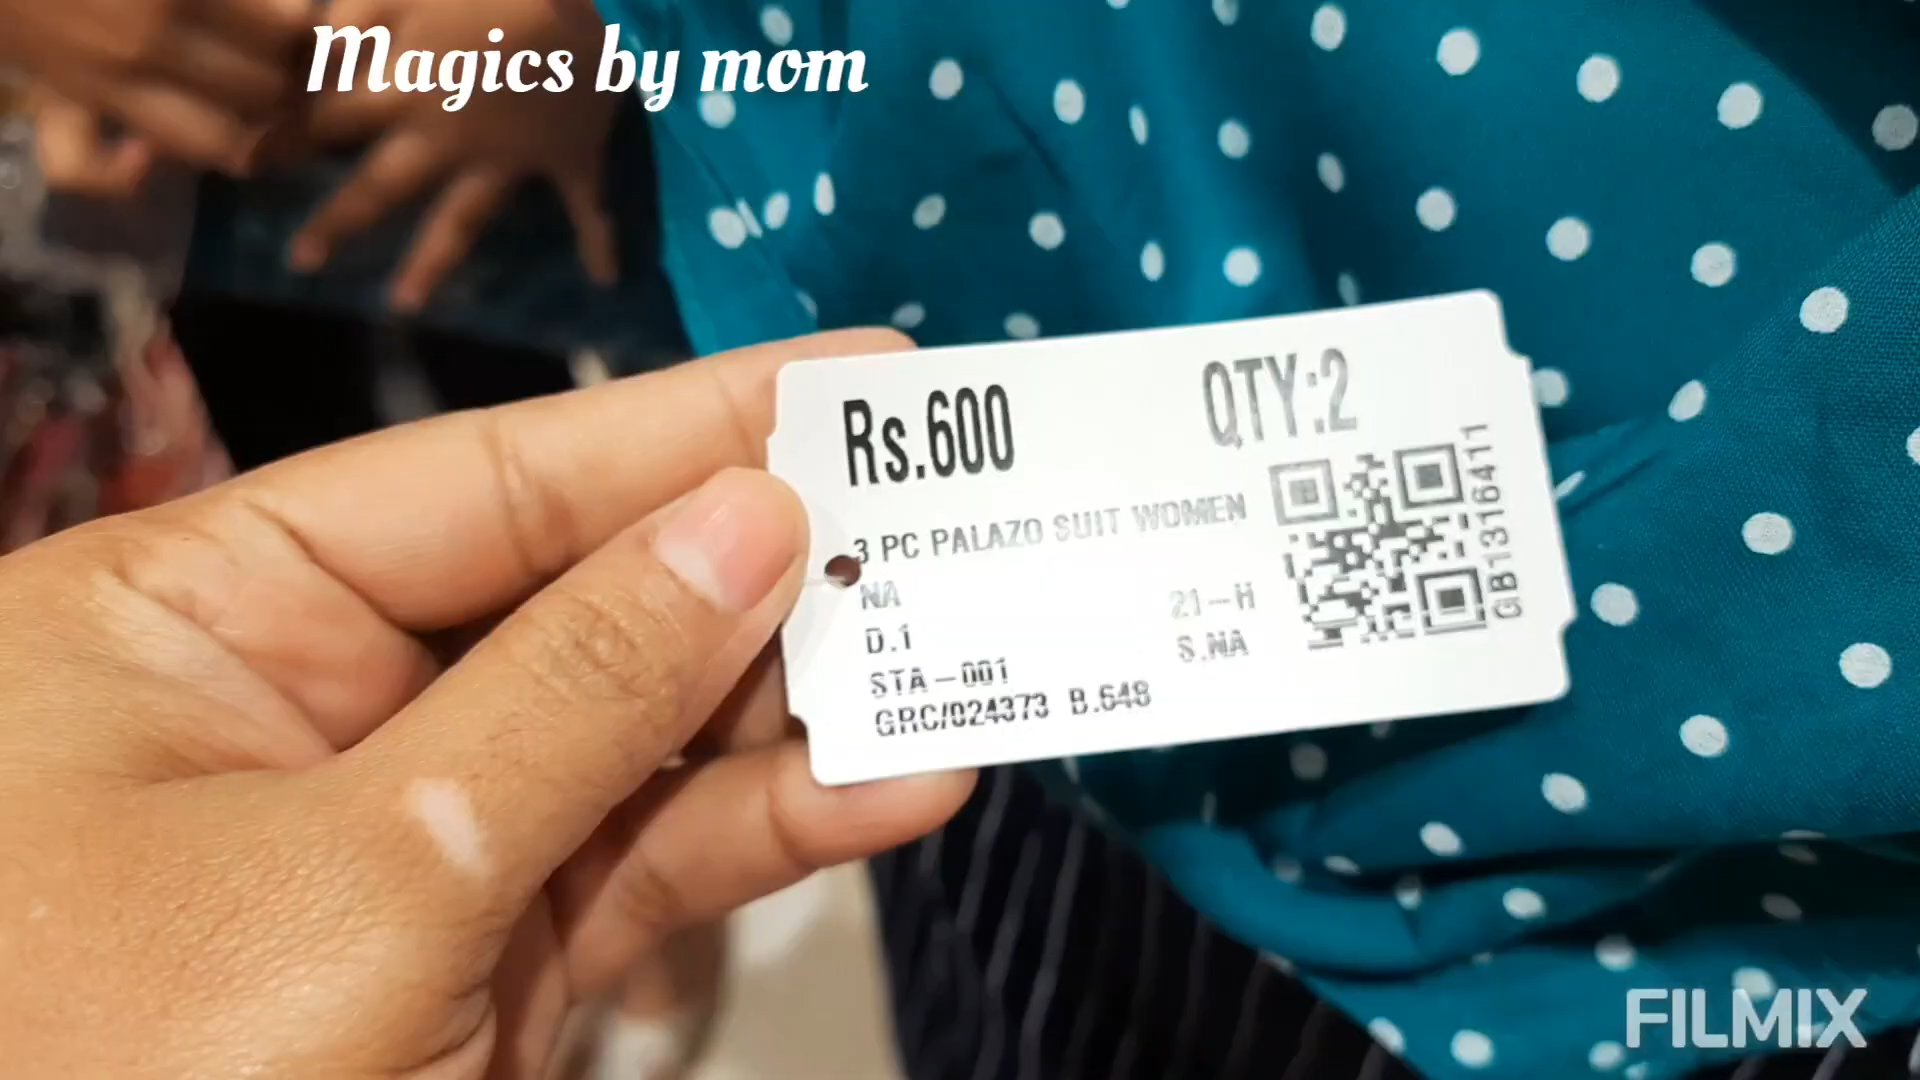 Magics by mom
Rs.600 QTY:2
3 PC PALAZO SUIT WOMEN
NA 21-H
D.1 S.NA
STA-001
GRC/024373 B.648
GB1316411
FILMIX